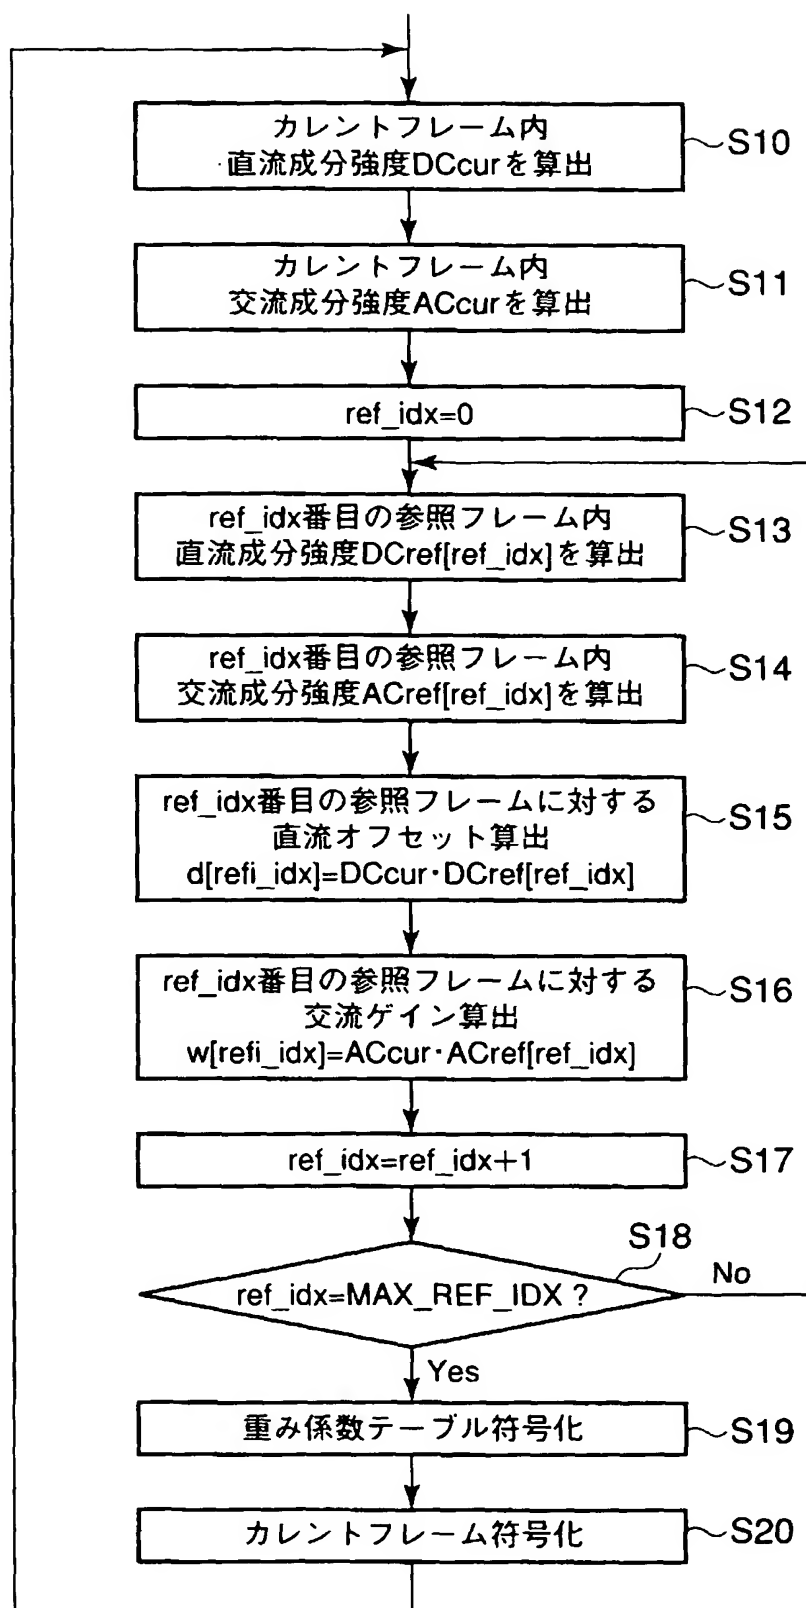 カレントフレーム内
直流成分強度DCcurを算出
S10
カレントフレーム内
交流成分強度ACcurを算出
S11
ref_idx=0
S12
ref_idx番目の参照フレーム内
直流成分強度DCref[ref_idx]を算出
S13
ref_idx番目の参照フレーム内
交流成分強度ACref[ref_idx]を算出
S14
ref_idx番目の参照フレームに対する
直流オフセット算出
d[refi_idx]=DCcur・DCref[ref_idx]
S15
ref_idx番目の参照フレームに対する
交流ゲイン算出
w[refi_idx]=ACcur・ACref[ref_idx]
S16
ref_idx=ref_idx+1
S17
S18
ref_idx=MAX_REF_IDX ?
No
Yes
重み係数テーブル符号化
S19
カレントフレーム符号化
S20